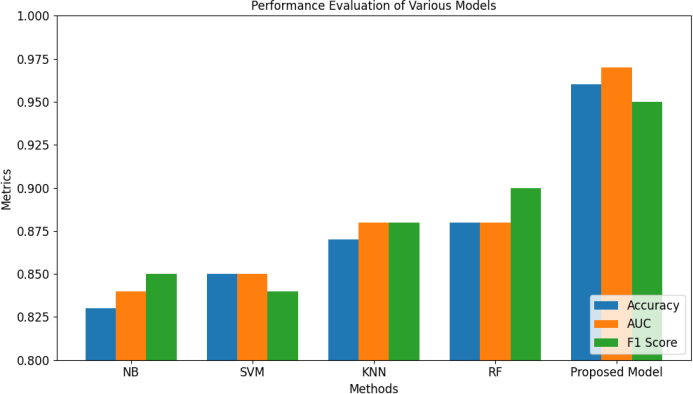 Performance Evaluation of Various Models
1.000
0.975
0.950
0.925
0.900
0.875
0.850
0.825
0.800
Metrics
NB SVM KNN RF Proposed Model
Methods
Accuracy
AUC
F1 Score